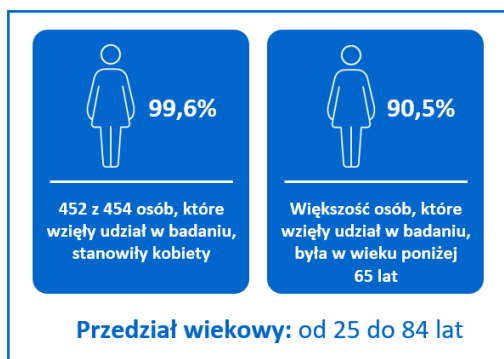 99,6%
452 z 454 osób, które
wzięły udział w badaniu,
stanowiły kobiety
90,5%
Większość osób, które
wzięły udział w badaniu,
była w wieku poniżej
65 lat
Przedział wiekowy: od 25 do 84 lat